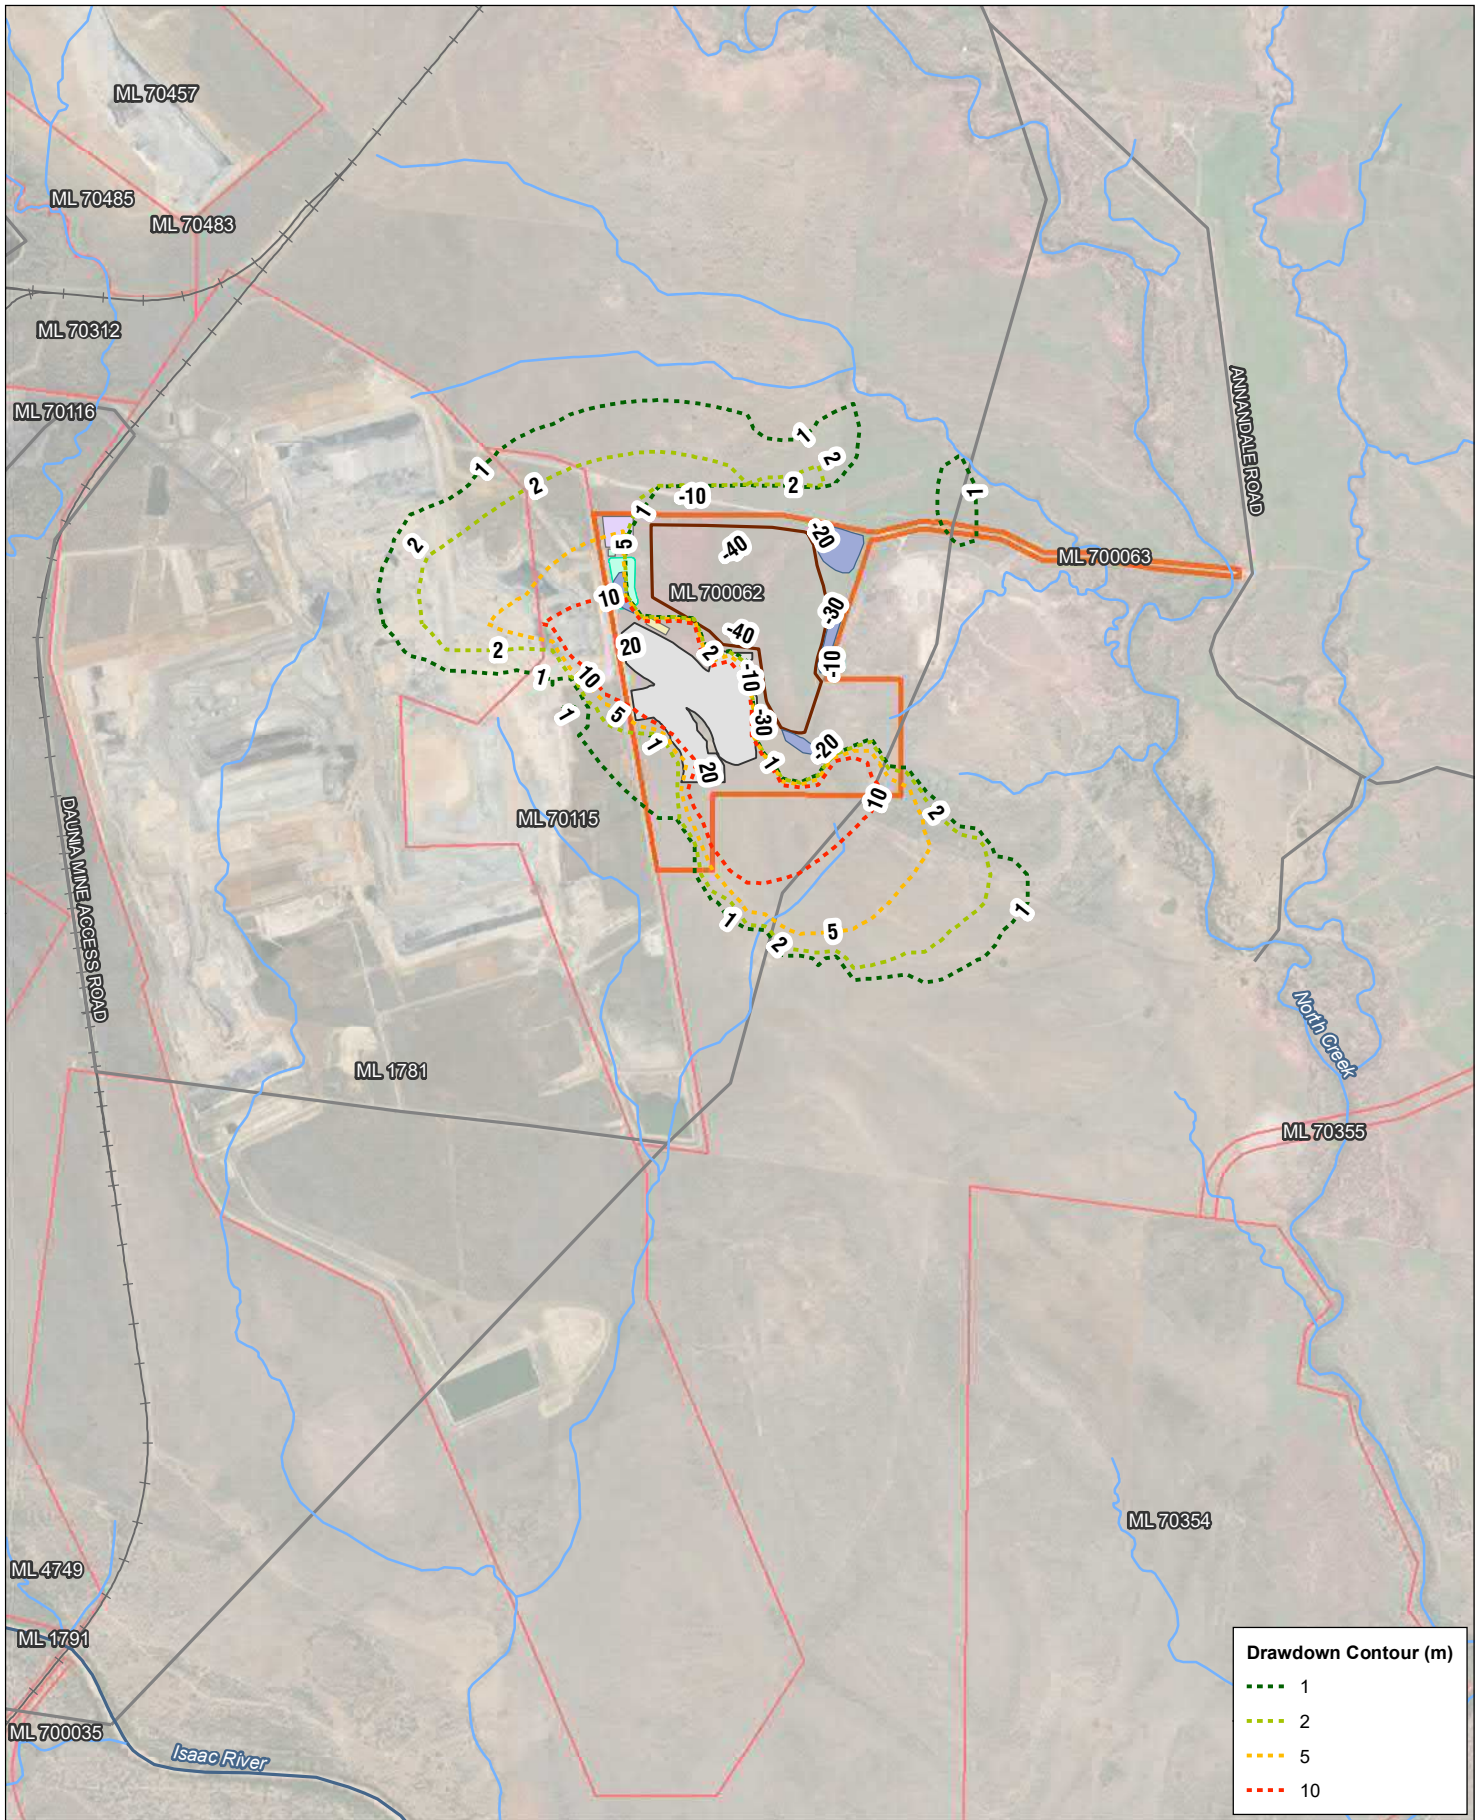 ML 70457
ML 70485
ML 70483
ML 70312
ML 70116
ANNANDALE ROAD
1
1
2
1
2
2
-10
1
1
2
5
-20
-40
ML 700063
10
ML 700062
-30
20
-40
2
2
-10
1
10
-10
1
5
-30
1
-20
1
20
10
2
ML 70115
DAUNIA MINE ACCESS ROAD
1
1
5
2
North Creek
ML 1781
ML 70355
ML 70354
ML 4749
ML 1791
ML 700035
Isaac River
Drawdown Contour (m)
1
2
5
10